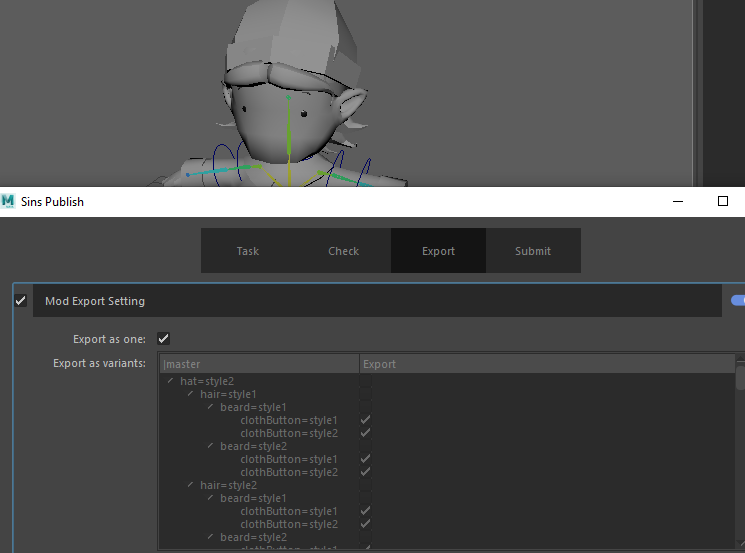 M Sins Publish
Task Check Export Submit
Mod Export Setting
Export as one:
Export as variants:
|master Export
hat=style2
hair=style1
beard=style1
clothButton=style1
clothButton=style2
beard=style2
clothButton=style1
clothButton=style2
hair=style2
beard=style1
clothButton=style1
clothButton=style2
beard=style2
clothButton=style1